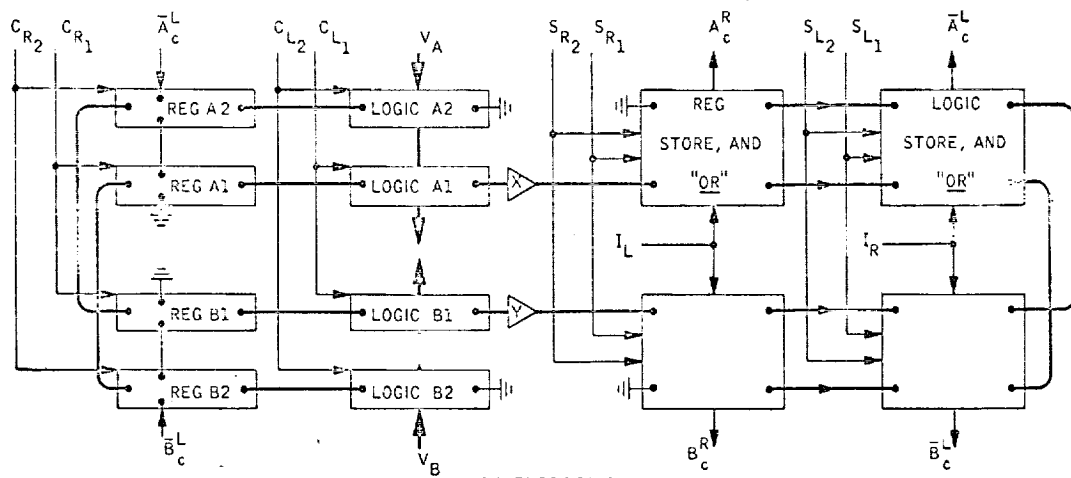 C_R2 C_R1 Ā_c^L C_L2 C_L1 V_A S_R2 S_R1 A_c^R S_L2 S_L1 Ā_c^L
REG A2 LOGIC A2 REG LOGIC
STORE, AND STORE, AND
REG A1 LOGIC A1 X "OR" "OR"
I_L I_R
REG B1 LOGIC B1 Y
REG B2 LOGIC B2
B̄_c^L V_B B_c^R B̄_c^L